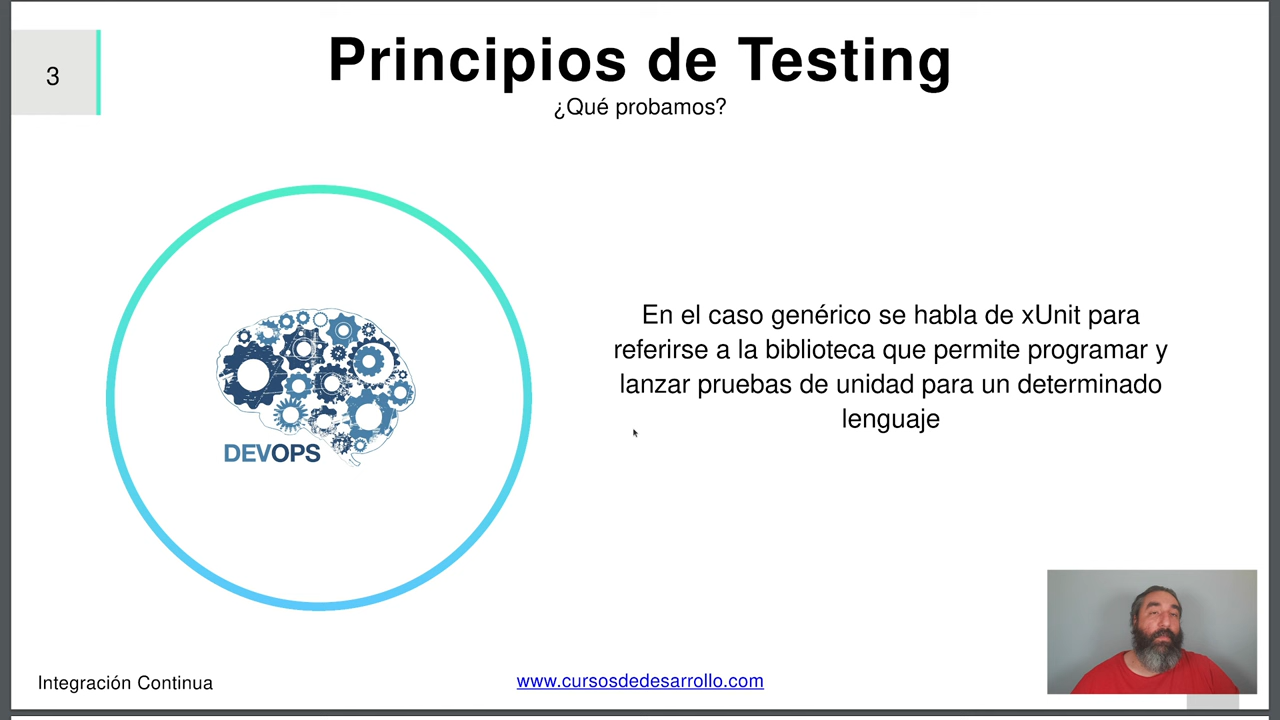 3
Principios de Testing
¿Qué probamos?
En el caso genérico se habla de xUnit para
referirse a la biblioteca que permite programar y
lanzar pruebas de unidad para un determinado
lenguaje
DEVOPS
Integración Continua
www.cursosdedesarrollo.com